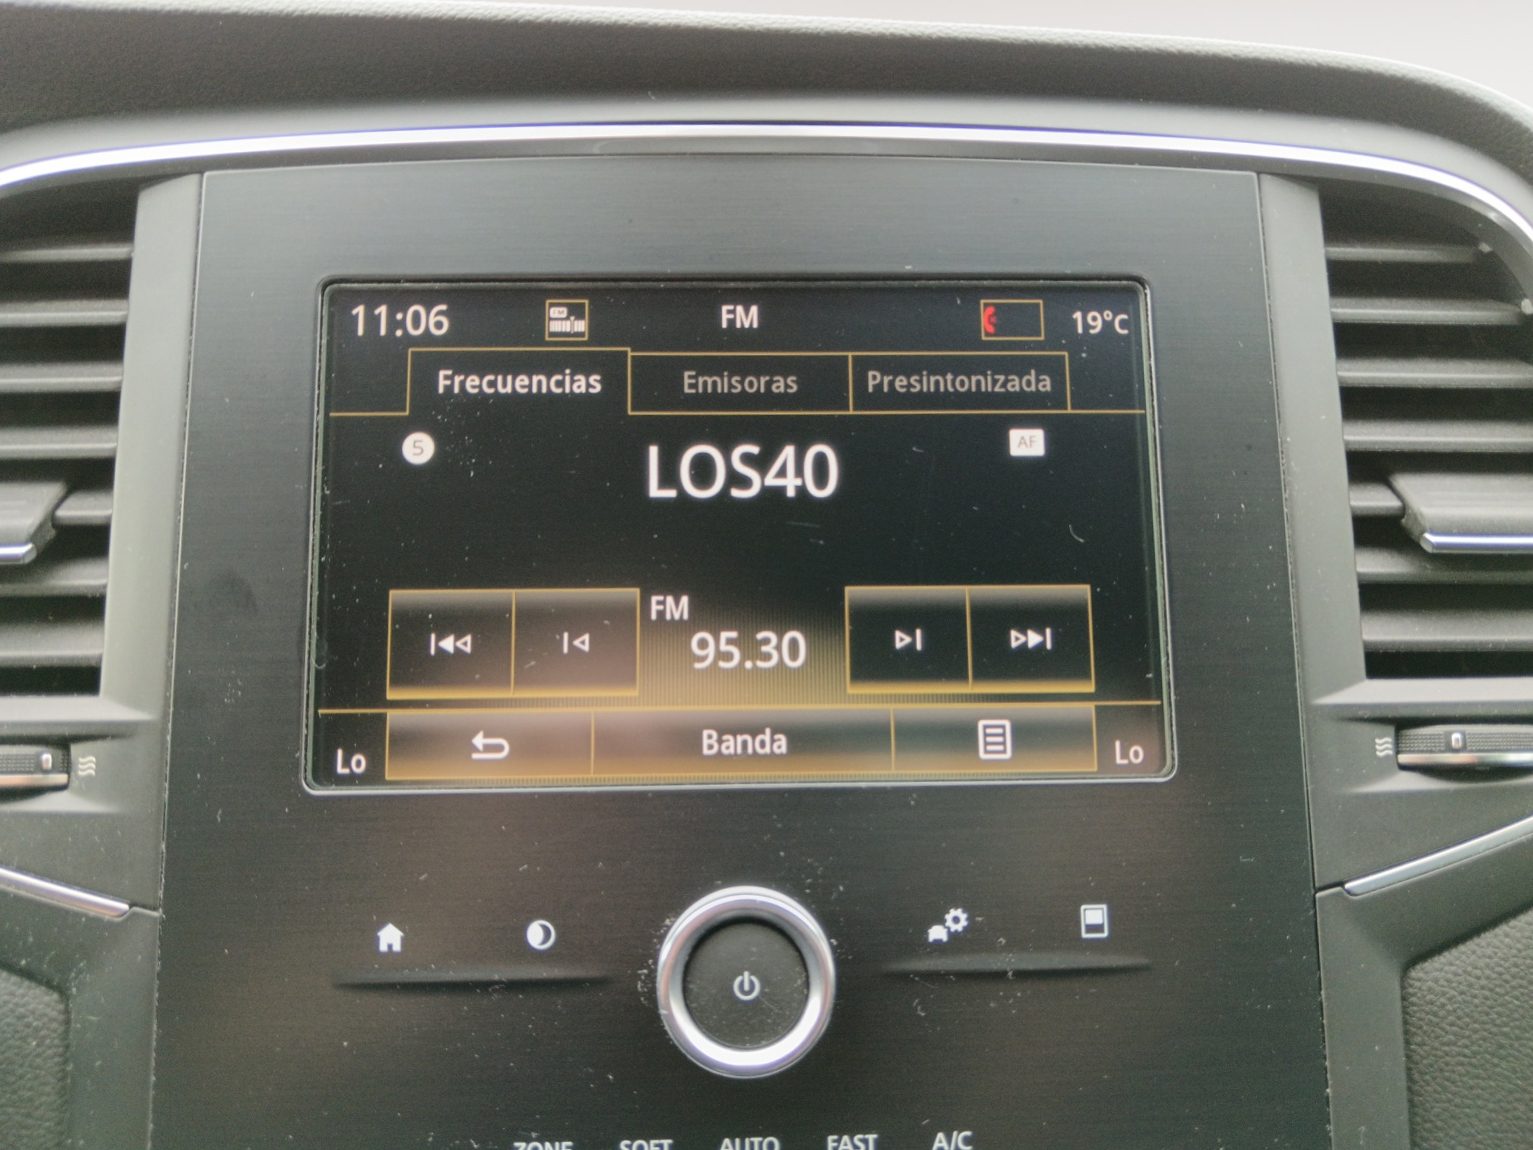 11:06 FM 19°C
Frecuencias Emisoras Presintonizada
5 AF
LOS40
FM
95.30
Lo Banda Lo
ZONE SOFT AUTO FAST A/C